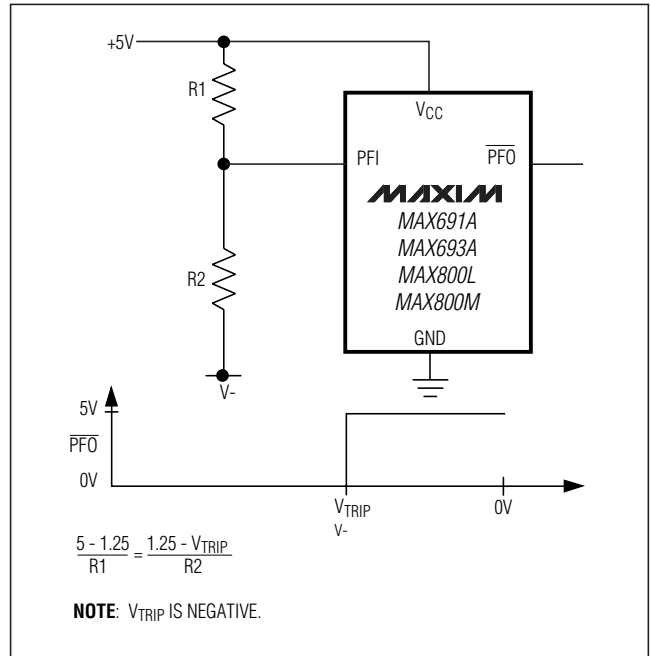 +5V
R1
VCC
PFI
PFO
MAXIM
MAX691A
MAX693A
MAX800L
MAX800M
R2
GND
V-
5V
PFO
0V
VTRIP
0V
V-
5 - 1.25 / R1 = 1.25 - VTRIP / R2
NOTE: VTRIP IS NEGATIVE.